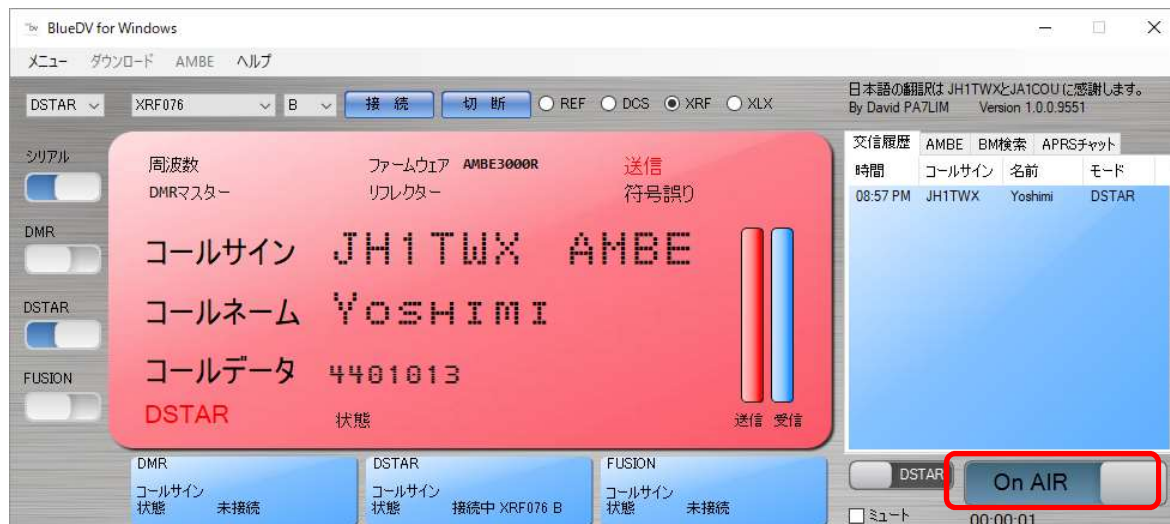 BlueDV for Windows
メニュー ダウンロード AMBE ヘルプ
DSTAR XRF076 B 接続 切断 REF DCS XRF XLX
日本語の翻訳は JH1TWXとJA1COU に感謝します。
By David PA7LIM Version 1.0.0.9551
シリアル
DMR
DSTAR
FUSION
周波数 ファームウェア AMBE3000R 送信
DMRマスター リフレクター 符号誤り
コールサイン JH1TWX AMBE
コールネーム YOSHIMI
コールデータ 4401013
DSTAR 状態 送信 受信
交信履歴 AMBE BM検索 APRSチャット
時間 コールサイン 名前 モード
08:57 PM JH1TWX Yoshimi DSTAR
DMR
コールサイン
状態 未接続
DSTAR
コールサイン
状態 接続中 XRF076 B
FUSION
コールサイン
状態 未接続
DSTAR On AIR
ミュート 00:00:01